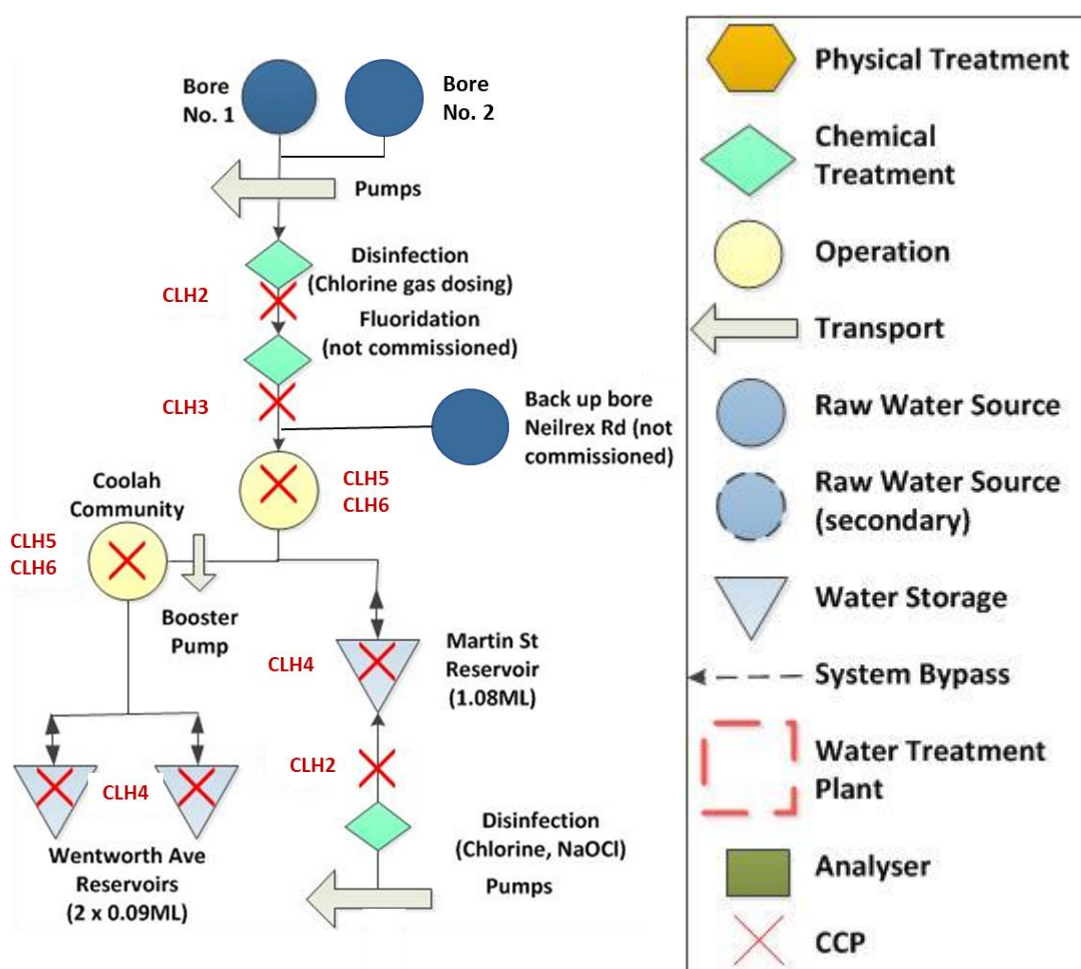 Bore
No. 1
Bore
No. 2
Pumps
Disinfection
(Chlorine gas dosing)
CLH2
Fluoridation
(not commissioned)
CLH3
Back up bore
Neilrex Rd (not
commissioned)
CLH5
CLH6
Coolah
Community
CLH5
CLH6
Booster
Pump
CLH4
Martin St
Reservoir
(1.08ML)
CLH2
CLH4
Wentworth Ave
Reservoirs
(2 x 0.09ML)
Disinfection
(Chlorine, NaOCl)
Pumps
Physical Treatment
Chemical
Treatment
Operation
Transport
Raw Water Source
Raw Water Source
(secondary)
Water Storage
System Bypass
Water Treatment
Plant
Analyser
CCP